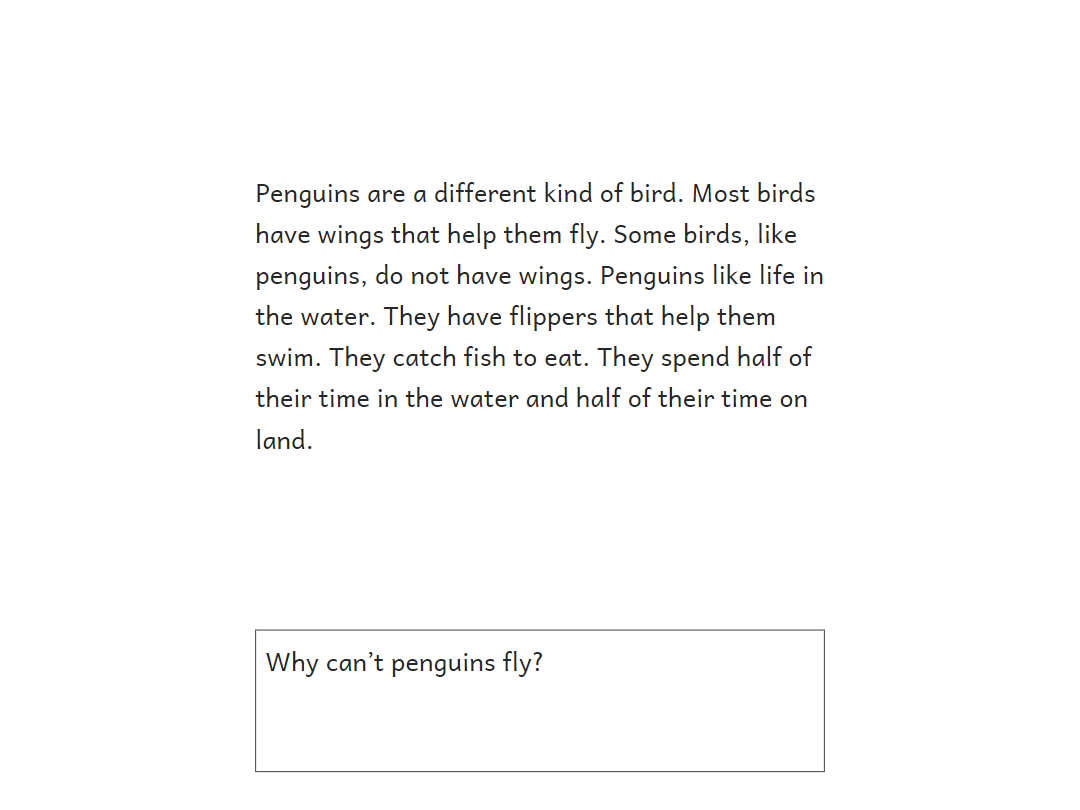 Penguins are a different kind of bird. Most birds
have wings that help them fly. Some birds, like
penguins, do not have wings. Penguins like life in
the water. They have flippers that help them
swim. They catch fish to eat. They spend half of
their time in the water and half of their time on
land.
Why can’t penguins fly?